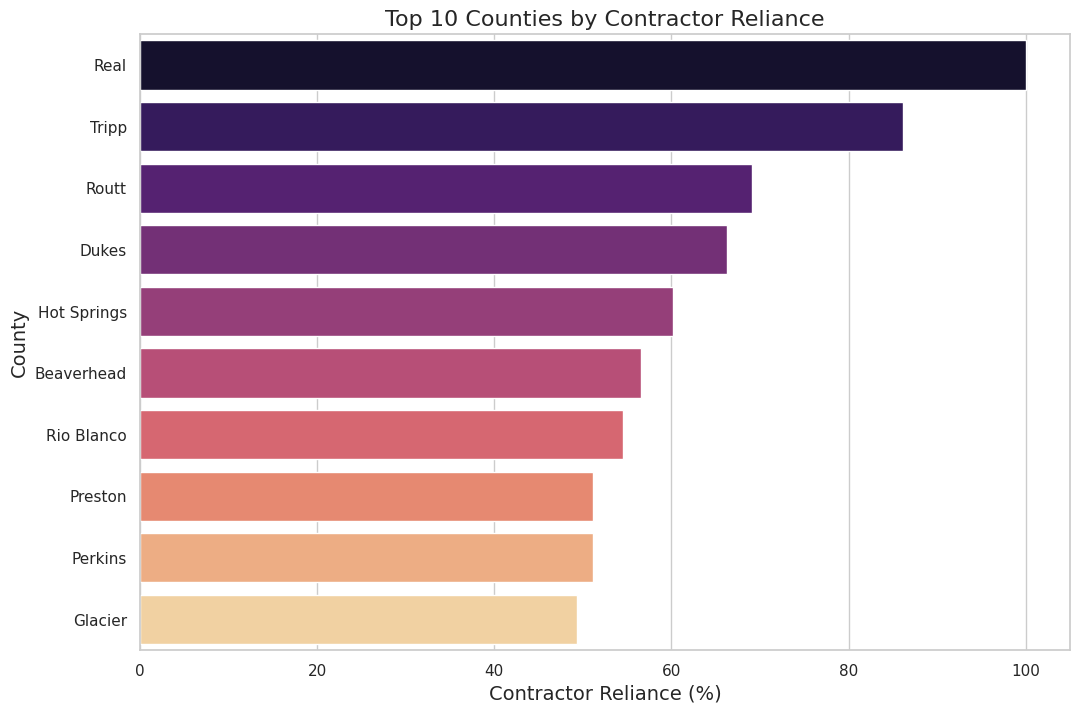 Top 10 Counties by Contractor Reliance
County
Real
Tripp
Routt
Dukes
Hot Springs
Beaverhead
Rio Blanco
Preston
Perkins
Glacier
0 20 40 60 80 100
Contractor Reliance (%)